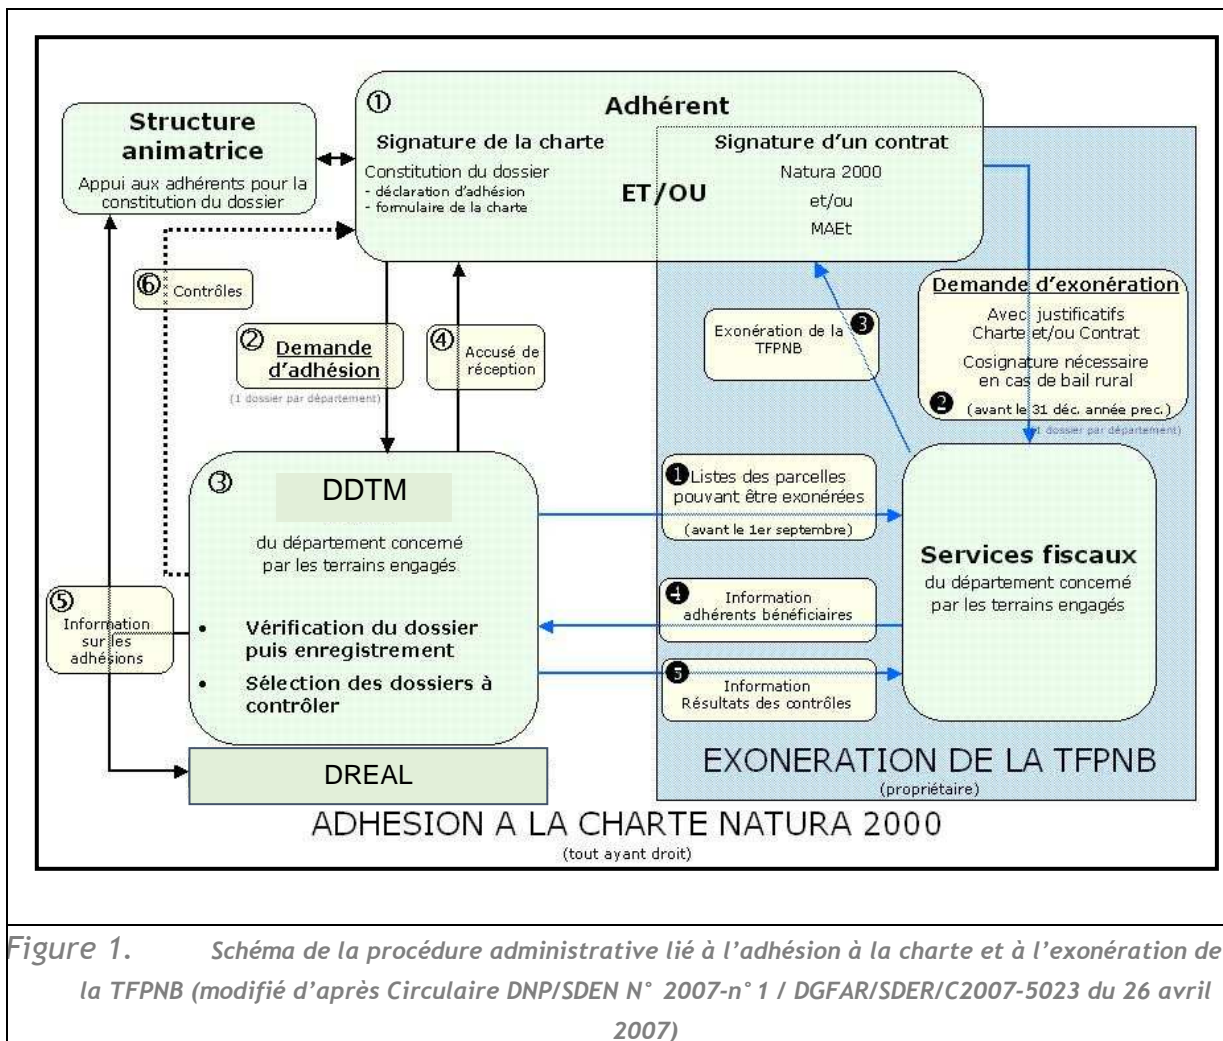 ①
Adhérent
Structure
animatrice
Appui aux adhérents pour la
constitution du dossier
Signature de la charte
Constitution du dossier
- déclaration d'adhésion
- formulaire de la charte
ET/OU
Signature d'un contrat
Natura 2000
et/ou
MAEt
⑥ Contrôles
② Demande
d'adhésion
(1 dossier par département)
④ Accusé de
réception
Exonération de la ❸
TFPNB
Demande d'exonération
Avec justificatifs
Charte et/ou Contrat
Cosignature nécessaire
en cas de bail rural
❷ (avant le 31 déc. année prec.)
(1 dossier par département)
③
DDTM
du département concerné
par les terrains engagés
• Vérification du dossier
puis enregistrement
• Sélection des dossiers à
contrôler
❶ Listes des parcelles
pouvant être exonérées
(avant le 1er septembre)
Services fiscaux
du département concerné
par les terrains engagés
⑤
Information
sur les
adhésions
❹ Information
adhérents bénéficiaires
❺
Information
Résultats des contrôles
DREAL
EXONERATION DE LA TFPNB
(propriétaire)
ADHESION A LA CHARTE NATURA 2000
(tout ayant droit)
Figure 1. Schéma de la procédure administrative lié à l'adhésion à la charte et à l'exonération de
la TFPNB (modifié d'après Circulaire DNP/SDEN N° 2007-n°1 / DGFAR/SDER/C2007-5023 du 26 avril
2007)